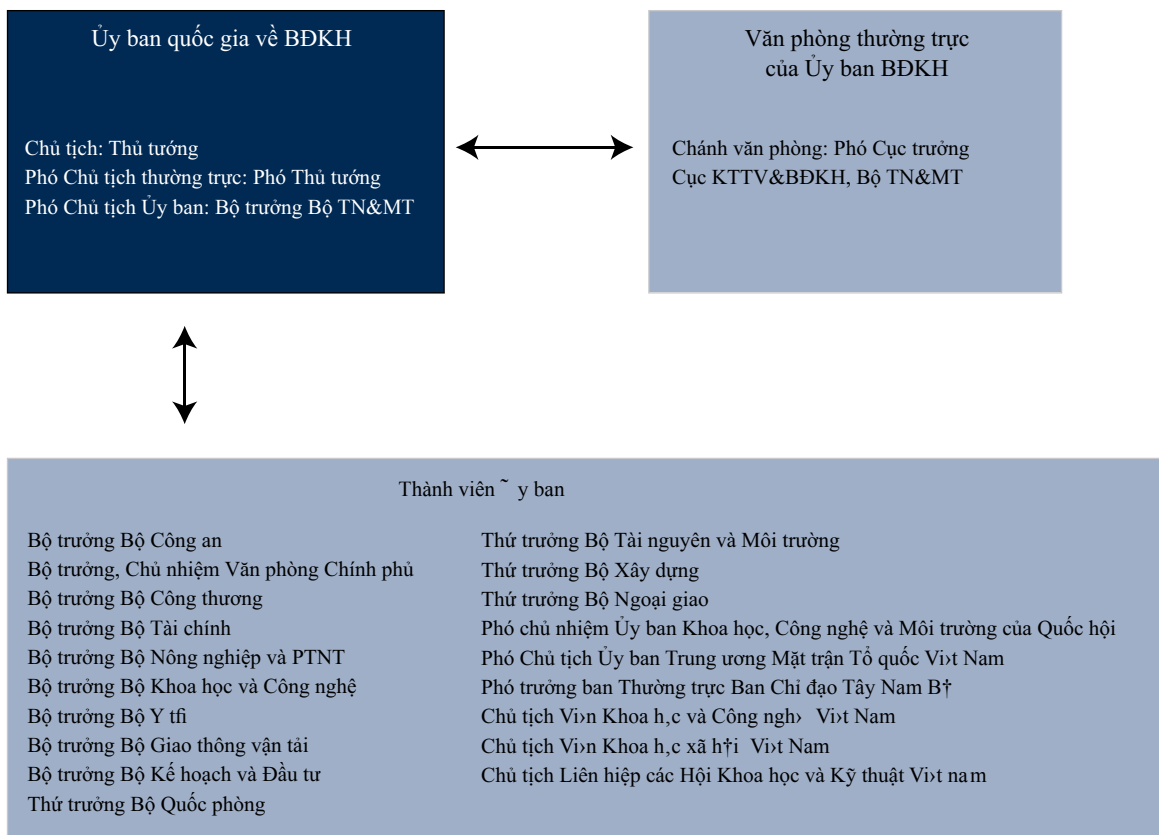 Ủy ban quốc gia về BĐKH
Chủ tịch: Thủ tướng
Phó Chủ tịch thường trực: Phó Thủ tướng
Phó Chủ tịch Ủy ban: Bộ trưởng Bộ TN&MT
Văn phòng thường trực
của Ủy ban BĐKH
Chánh văn phòng: Phó Cục trưởng
Cục KTTV&BĐKH, Bộ TN&MT
Thành viên ˜ y ban
Bộ trưởng Bộ Công an
Bộ trưởng, Chủ nhiệm Văn phòng Chính phủ
Bộ trưởng Bộ Công thương
Bộ trưởng Bộ Tài chính
Bộ trưởng Bộ Nông nghiệp và PTNT
Bộ trưởng Bộ Khoa học và Công nghệ
Bộ trưởng Bộ Y tfi
Bộ trưởng Bộ Giao thông vận tải
Bộ trưởng Bộ Kế hoạch và Đầu tư
Thứ trưởng Bộ Quốc phòng
Thứ trưởng Bộ Tài nguyên và Môi trường
Thứ trưởng Bộ Xây dựng
Thứ trưởng Bộ Ngoại giao
Phó chủ nhiệm Ủy ban Khoa học, Công nghệ và Môi trường của Quốc hội
Phó Chủ tịch Ủy ban Trung ương Mặt trận Tổ quốc Vi›t Nam
Phó trưởng ban Thường trực Ban Chỉ đạo Tây Nam B†
Chủ tịch Vi›n Khoa h‚c và Công ngh› Vi›t Nam
Chủ tịch Vi›n Khoa h‚c xã h†i Vi›t Nam
Chủ tịch Liên hiệp các Hội Khoa học và Kỹ thuật Vi›t nam